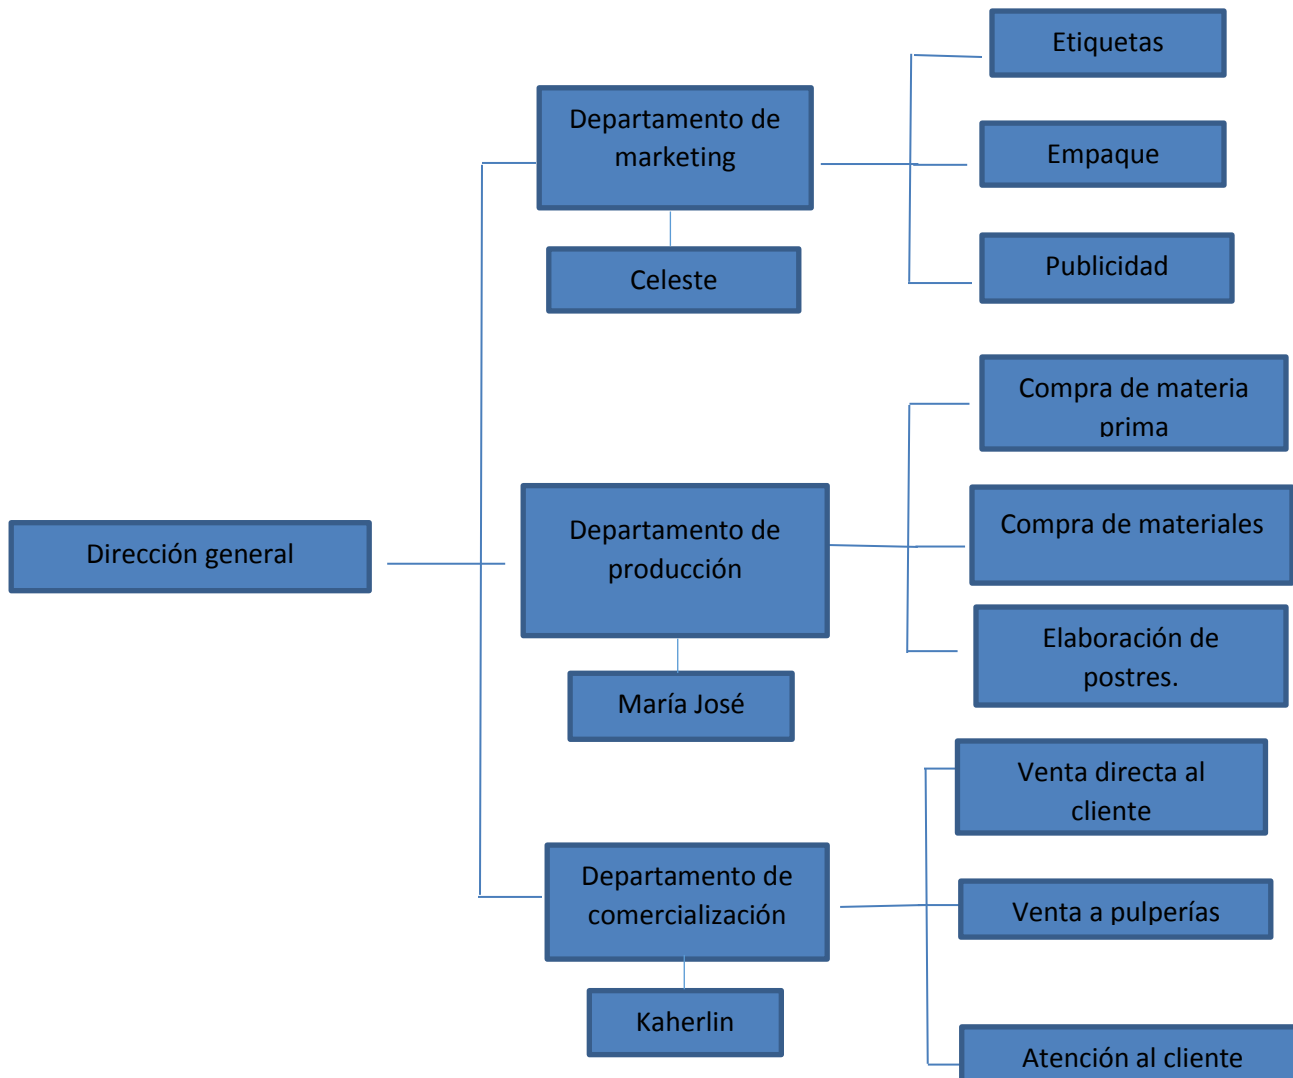 Etiquetas
Departamento de
marketing
Empaque
Celeste
Publicidad
Compra de materia
prima
Dirección general
Departamento de
producción
Compra de materiales
María José
Elaboración de
postres.
Venta directa al
cliente
Departamento de
comercialización
Venta a pulperías
Kaherlin
Atención al cliente